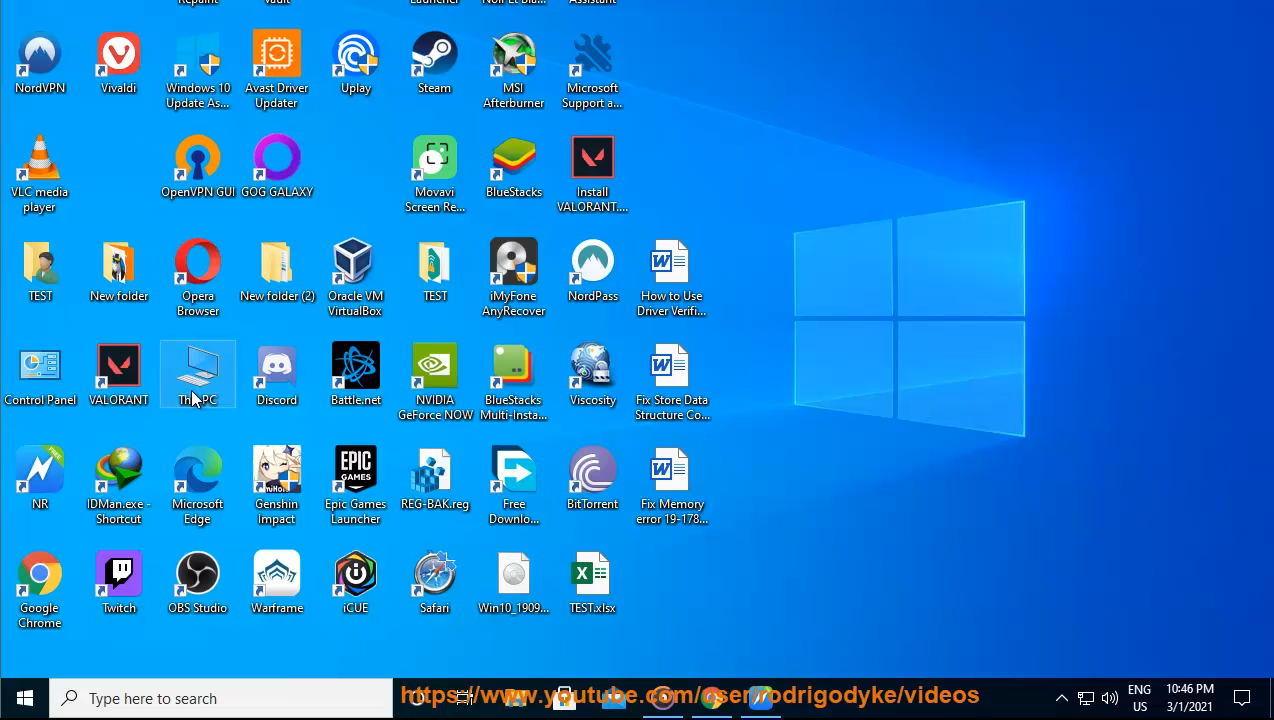 Repaint
Vault
Launcher
Assistant
NordVPN
Vivaldi
Windows 10
Update As...
Avast Driver
Updater
Uplay
Steam
MSI
Afterburner
Microsoft
Support a...
VLC media
player
OpenVPN GUI
GOG GALAXY
Movavi
Screen Re...
BlueStacks
Install
VALORANT....
TEST
New folder
Opera
Browser
New folder (2)
Oracle VM
VirtualBox
TEST
iMyFone
AnyRecover
NordPass
How to Use
Driver Verifi...
Control Panel
VALORANT
This PC
Discord
Battle.net
NVIDIA
GeForce NOW
BlueStacks
Multi-Insta...
Viscosity
Fix Store Data
Structure Co...
FREE
NR
IDMan.exe -
Shortcut
Microsoft
Edge
Genshin
Impact
EPIC
GAMES
Epic Games
Launcher
REG-BAK.reg
Free
Downlo...
BitTorrent
Fix Memory
error 19-178...
Google
Chrome
Twitch
OBS Studio
Warframe
iCUE
Safari
Win10_1909...
TEST.xlsx
Type here to search
https://www.youtube.com/user/rodrigodyke/videos
ENG
US
10:46 PM
3/1/2021